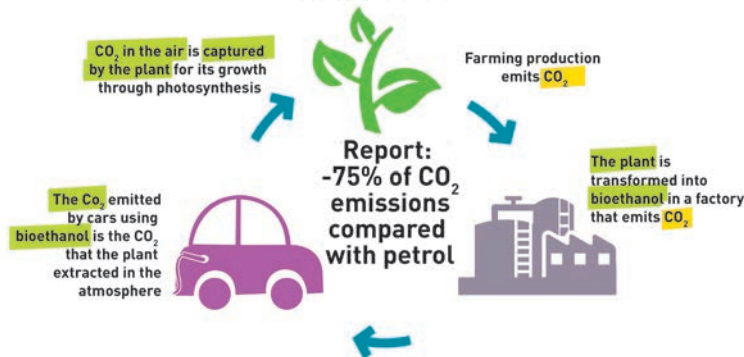 CO₂ in the air is captured
by the plant for its growth
through photosynthesis
Farming production
emits CO₂
Report:
-75% of CO₂
emissions
compared
with petrol
The plant is
transformed into
bioethanol in a factory
that emits CO₂
The Co₂ emitted
by cars using
bioethanol is the CO₂
that the plant
extracted in the
atmosphere